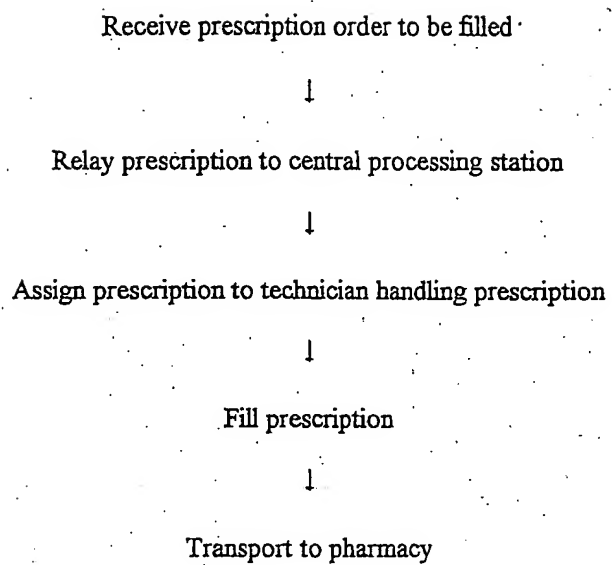 Receive prescription order to be filled
↓
Relay prescription to central processing station
↓
Assign prescription to technician handling prescription
↓
Fill prescription
↓
Transport to pharmacy